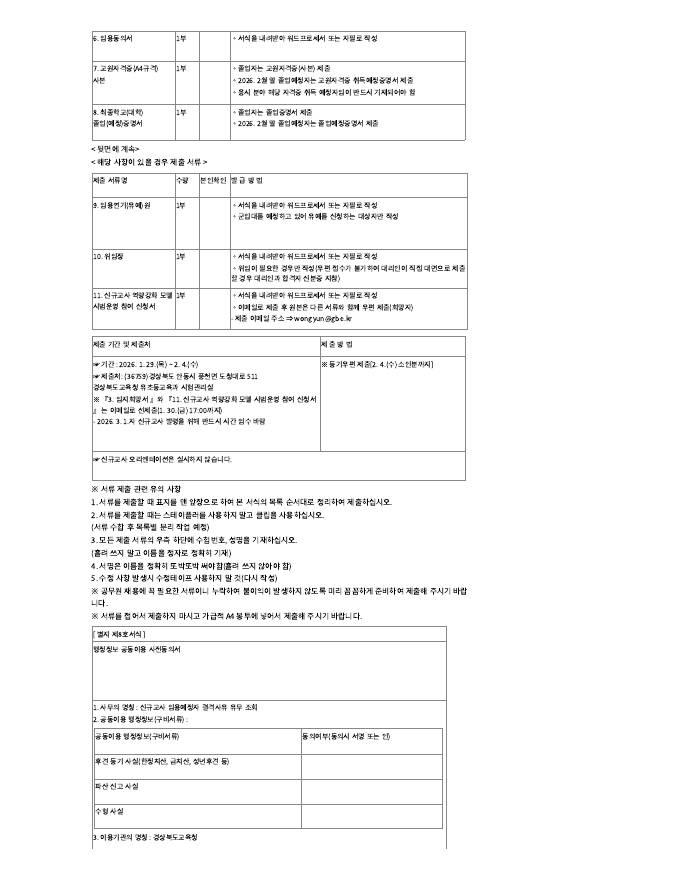 6. 임용동의서 1부 ◦ 서식을 내려받아 워드프로세서 또는 자필로 작성
7. 교원자격증(A4규격) 1부 ◦ 졸업자는 교원자격증(사본) 제출
사본 ◦ 2026. 2월 말 졸업예정자는 교원자격증 취득예정증명서 제출
◦ 응시 분야 해당 자격증 취득 예정자임이 반드시 기재되어야 함
8. 최종학교(대학) 1부 ◦ 졸업자는 졸업증명서 제출
졸업(예정)증명서 ◦ 2026. 2월 말 졸업예정자는 졸업예정증명서 제출
< 뒷면에 계속>
< 해당 사항이 있을 경우 제출 서류 >
제출 서류명 수량 본인확인 발 급 방 법
9. 임용연기(유예)원 1부 ◦ 서식을 내려받아 워드프로세서 또는 자필로 작성
◦ 군입대를 예정하고 있어 유예를 신청하는 대상자만 작성
10. 위임장 1부 ◦ 서식을 내려받아 워드프로세서 또는 자필로 작성
◦ 위임이 필요한 경우만 작성(우편 접수가 불가하여 대리인이 직접 대면으로 제출
할 경우 대리인과 합격자 신분증 지참)
11. 신규교사 역량강화 모델 1부 ◦ 서식을 내려받아 워드프로세서 또는 자필로 작성
시범운영 참여 신청서 ◦ 이메일로 제출 후 원본은 다른 서류와 함께 우편 제출(희망자)
- 제출 이메일 주소 ⇒ wongyun@gbe.kr
제출 기간 및 제출처 제 출 방 법
☞ 기간 : 2026. 1. 29.(목) ~ 2. 4.(수) ※ 등기우편 제출[2. 4.(수) 소인분까지]
☞ 제출처: (36759)경상북도 안동시 풍천면 도청대로 511
경상북도교육청 유초등교육과 시험관리실
※ 『3. 임지희망서 』와 『11. 신규교사 역량강화 모델 시범운영 참여 신청서
』는 이메일로 선제출(1. 30.(금) 17:00까지)
- 2026. 3. 1.자 신규교사 발령을 위해 반드시 시간 엄수 바람
☞ 신규교사 오리엔테이션은 실시하지 않습니다.
※ 서류 제출 관련 유의 사항
1. 서류를 제출할 때 표지를 맨 앞장으로 하여 본 서식의 목록 순서대로 정리하여 제출하십시오.
2. 서류를 제출할 때는 스테이플러를 사용하지 말고 클립을 사용하십시오.
(서류 수합 후 목록별 분리 작업 예정)
3. 모든 제출 서류의 우측 하단에 수험번호, 성명을 기재하십시오.
(흘려 쓰지 말고 이름을 정자로 정확히 기재)
4. 서명은 이름을 정확히 또박또박 써야함(흘려 쓰지 않아야 함)
5. 수정 사항 발생시 수정테이프 사용하지 말 것(다시 작성)
※ 공무원 채용에 꼭 필요한 서류이니 누락하여 불이익이 발생하지 않도록 미리 꼼꼼하게 준비하여 제출해 주시기 바랍
니다.
※ 서류를 접어서 제출하지 마시고 가급적 A4 봉투에 넣어서 제출해 주시기 바랍니다.
[ 별지 제8호서식 ]
행정정보 공동이용 사전동의서
1. 사무의 명칭 : 신규교사 임용예정자 결격사유 유무 조회
2. 공동이용 행정정보(구비서류) :
공동이용 행정정보(구비서류) 동의여부(동의시 서명 또는 인)
후견 등기 사실(한정치산, 금치산, 성년후견 등)
파산 선고 사실
수형 사실
3. 이용기관의 명칭 : 경상북도교육청